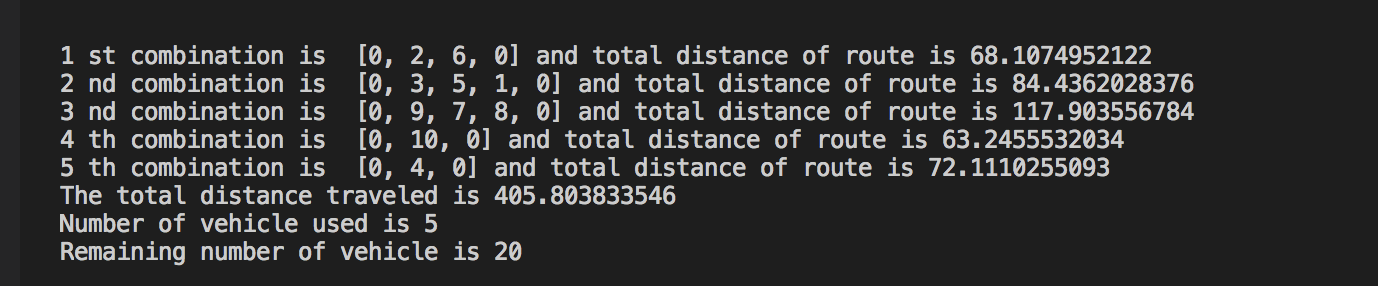 1 st combination is  [0, 2, 6, 0] and total distance of route is 68.1074952122
2 nd combination is  [0, 3, 5, 1, 0] and total distance of route is 84.4362028376
3 nd combination is  [0, 9, 7, 8, 0] and total distance of route is 117.903556784
4 th combination is  [0, 10, 0] and total distance of route is 63.2455532034
5 th combination is  [0, 4, 0] and total distance of route is 72.1110255093
The total distance traveled is 405.803833546
Number of vehicle used is 5
Remaining number of vehicle is 20